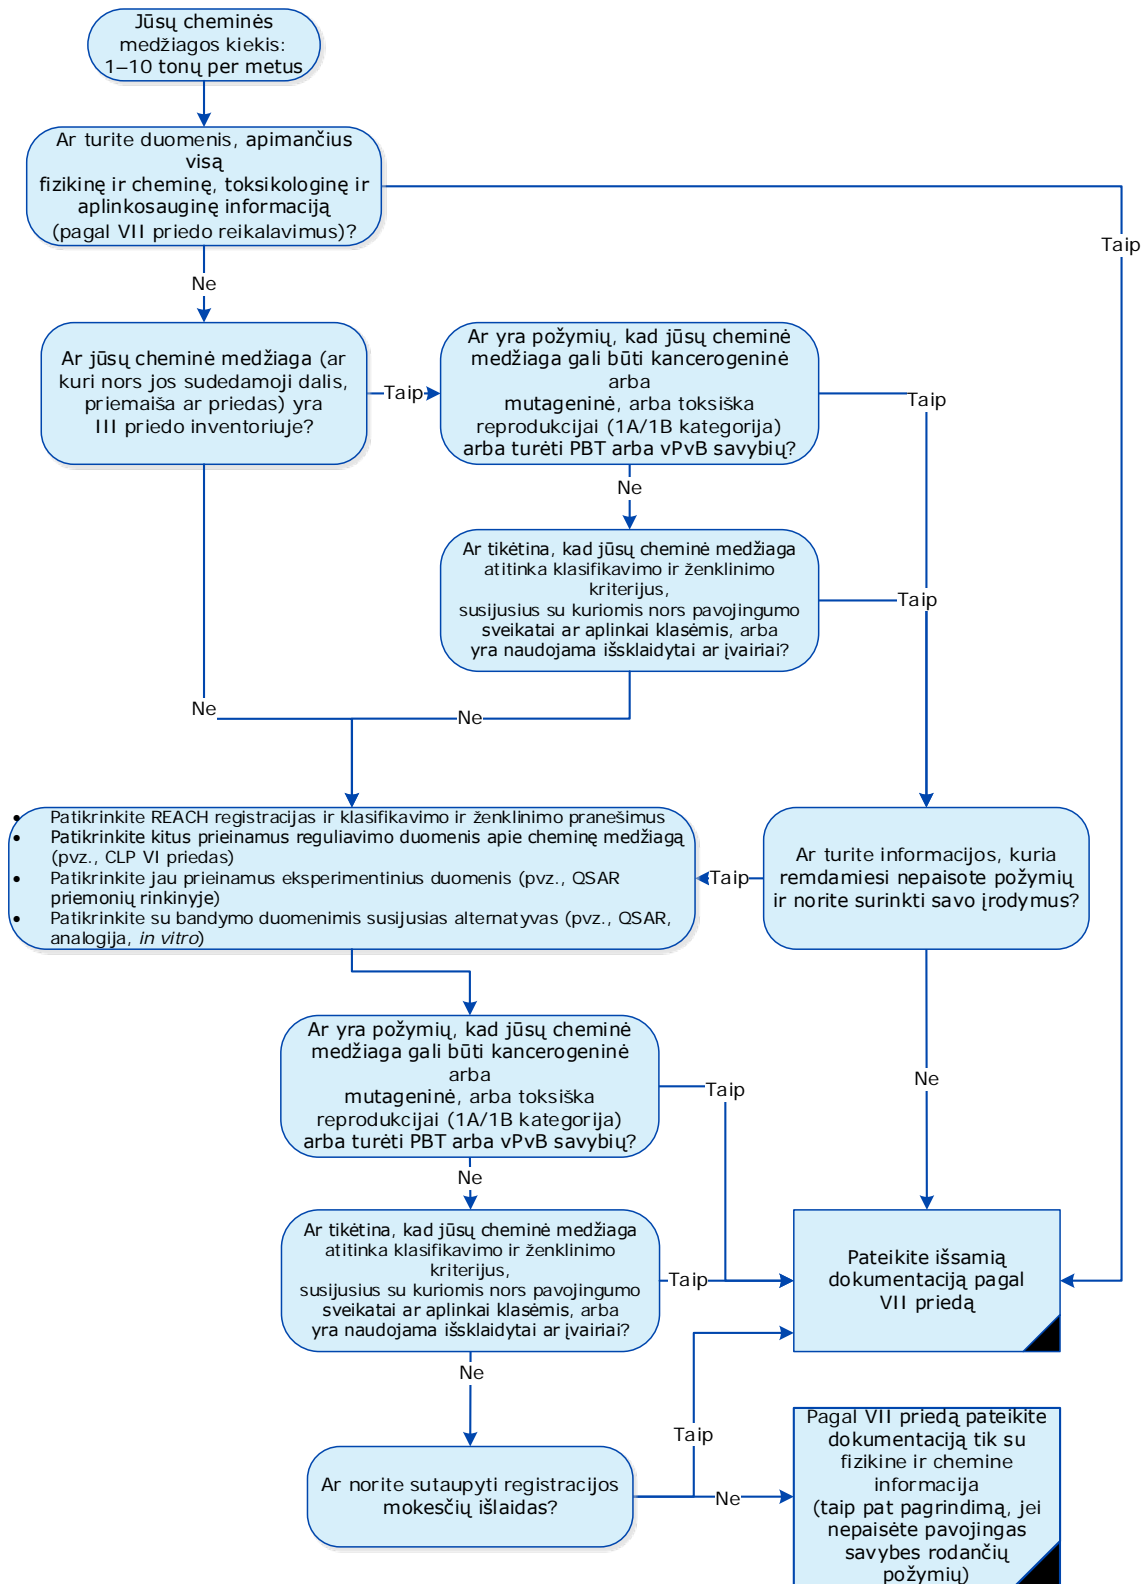 Jūsų cheminės
medžiagos kiekis:
1–10 tonų per metus
Ar turite duomenis, apimančius
visą
fizikinę ir cheminę, toksikologinę ir
aplinkosauginę informaciją
(pagal VII priedo reikalavimus)?
Taip
Ne
Ar jūsų cheminė medžiaga (ar
kuri nors jos sudedamoji dalis,
priemaiša ar priedas) yra
III priedo inventoriuje?
Taip
Ar yra požymių, kad jūsų cheminė
medžiaga gali būti kancerogeninė
arba
mutageninė, arba toksiška
reprodukcijai (1A/1B kategorija)
arba turėti PBT arba vPvB savybių?
Taip
Ne
Ar tikėtina, kad jūsų cheminė medžiaga
atitinka klasifikavimo ir ženklinimo
kriterijus,
susijusius su kuriomis nors pavojingumo
sveikatai ar aplinkai klasėmis, arba
yra naudojama išsklaidytai ar įvairiai?
Taip
Ne
Ne
• Patikrinkite REACH registracijas ir klasifikavimo ir ženklinimo pranešimus
• Patikrinkite kitus prieinamus reguliavimo duomenis apie cheminę medžiagą
(pvz., CLP VI priedas)
• Patikrinkite jau prieinamus eksperimentinius duomenis (pvz., QSAR
priemonių rinkinyje)
• Patikrinkite su bandymo duomenimis susijusias alternatyvas (pvz., QSAR,
analogija, in vitro)
Taip
Ar turite informacijos, kuria
remdamiesi nepaisote požymių
ir norite surinkti savo įrodymus?
Ne
Ar yra požymių, kad jūsų cheminė
medžiaga gali būti kancerogeninė
arba
mutageninė, arba toksiška
reprodukcijai (1A/1B kategorija)
arba turėti PBT arba vPvB savybių?
Taip
Ne
Ar tikėtina, kad jūsų cheminė medžiaga
atitinka klasifikavimo ir ženklinimo
kriterijus,
susijusius su kuriomis nors pavojingumo
sveikatai ar aplinkai klasėmis, arba
yra naudojama išsklaidytai ar įvairiai?
Taip
Pateikite išsamią
dokumentaciją pagal
VII priedą
Ne
Ar norite sutaupyti registracijos
mokesčių išlaidas?
Taip
Ne
Pagal VII priedą pateikite
dokumentaciją tik su
fizikine ir chemine
informacija
(taip pat pagrindimą, jei
nepaisėte pavojingas
savybes rodančių
požymių)